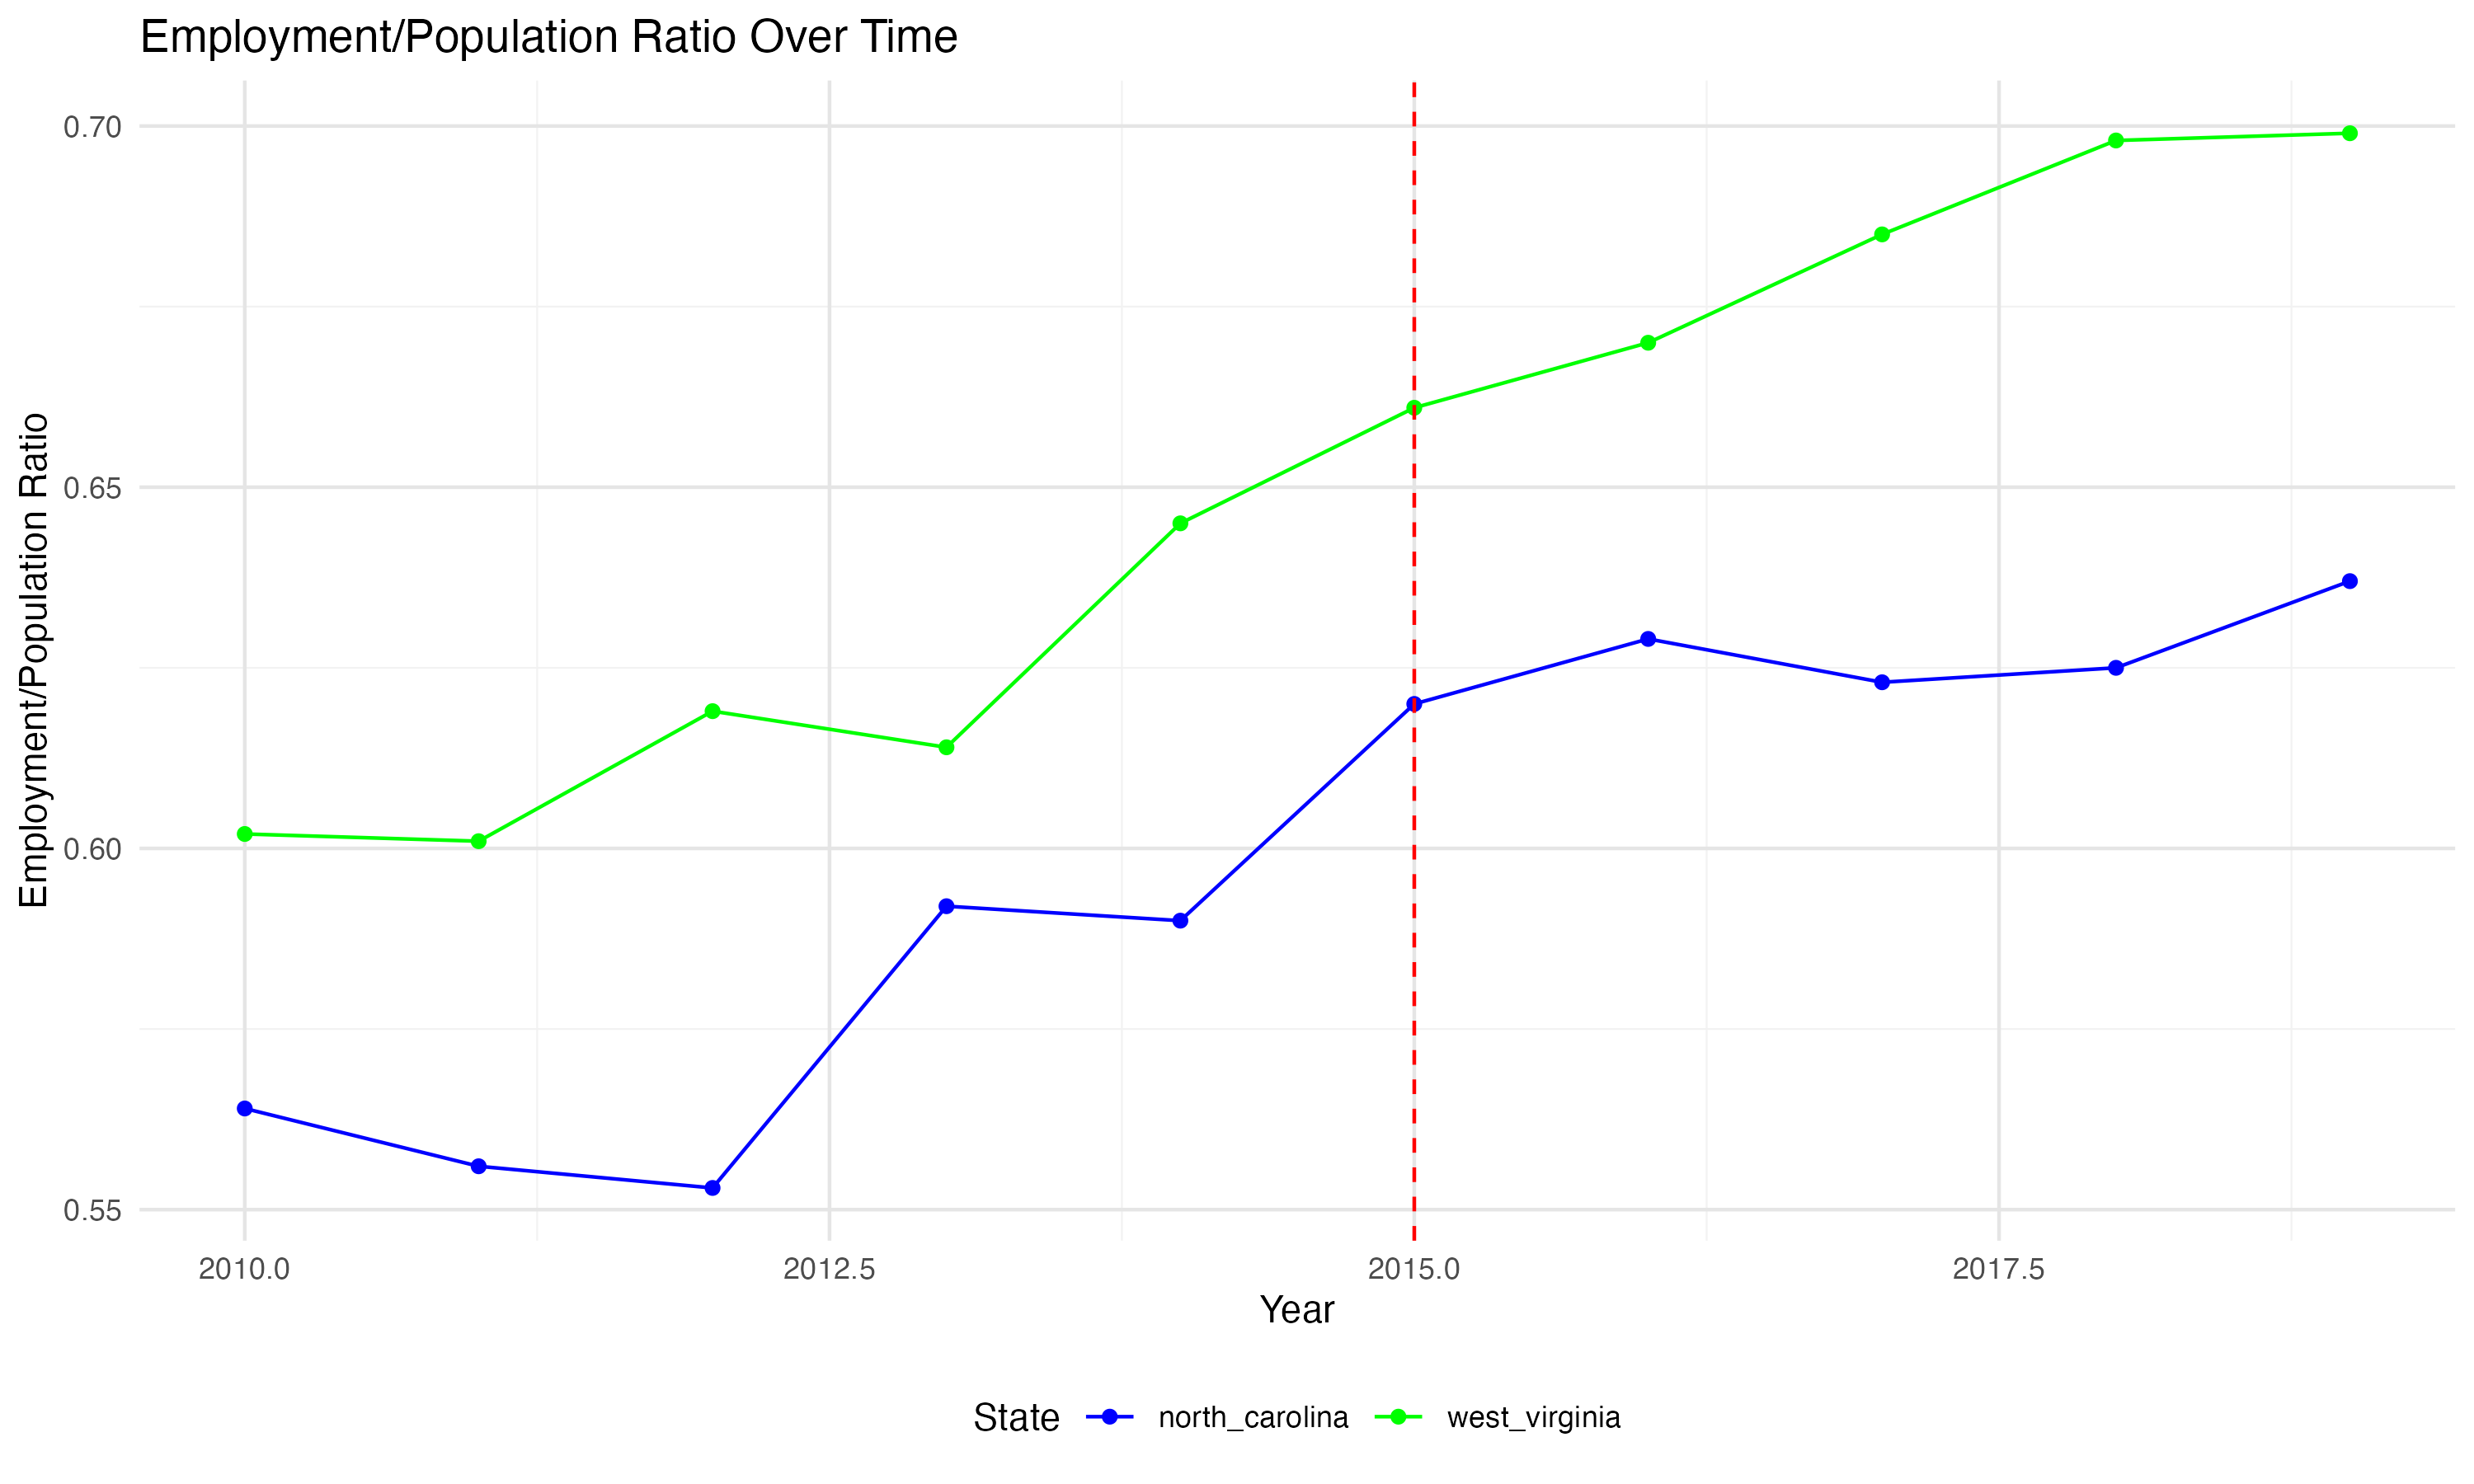 Employment/Population Ratio Over Time
Employment/Population Ratio
0.70
0.65
0.60
0.55
2010.0 2012.5 2015.0 2017.5
Year
State north_carolina west_virginia